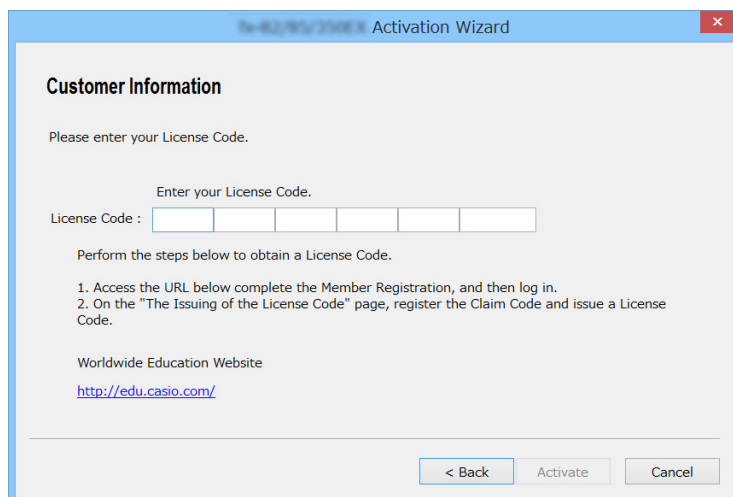 Activation Wizard
Customer Information
Please enter your License Code.
Enter your License Code.
License Code :
Perform the steps below to obtain a License Code.
1. Access the URL below complete the Member Registration, and then log in.
2. On the "The Issuing of the License Code" page, register the Claim Code and issue a License
Code.
Worldwide Education Website
http://edu.casio.com/
< Back Activate Cancel